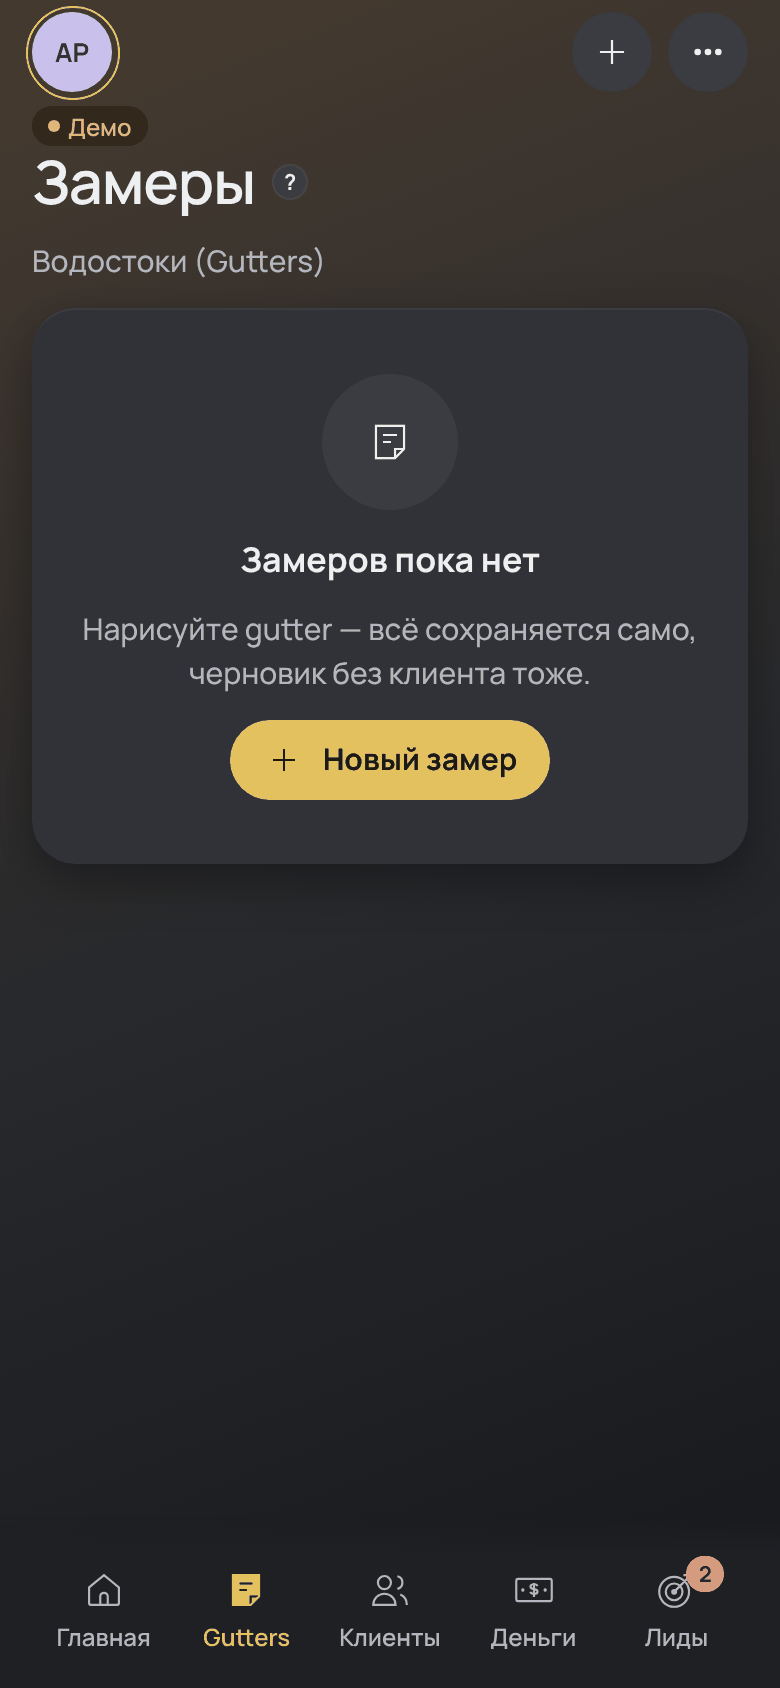 AP
Демо
Замеры ?
Водостоки (Gutters)
Замеров пока нет
Нарисуйте gutter — всё сохраняется само,
черновик без клиента тоже.
Новый замер
2
Главная Gutters Клиенты Деньги Лиды